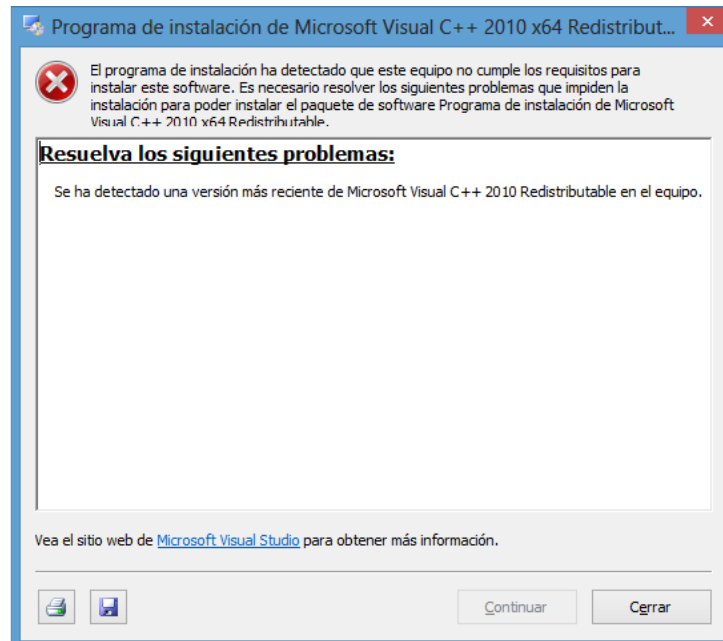 Programa de instalación de Microsoft Visual C++ 2010 x64 Redistribut...
El programa de instalación ha detectado que este equipo no cumple los requisitos para
instalar este software. Es necesario resolver los siguientes problemas que impiden la
instalación para poder instalar el paquete de software Programa de instalación de Microsoft
Visual C++ 2010 x64 Redistributable.
Resuelva los siguientes problemas:
Se ha detectado una versión más reciente de Microsoft Visual C++ 2010 Redistributable en el equipo.
Vea el sitio web de Microsoft Visual Studio para obtener más información.
Continuar Cerrar